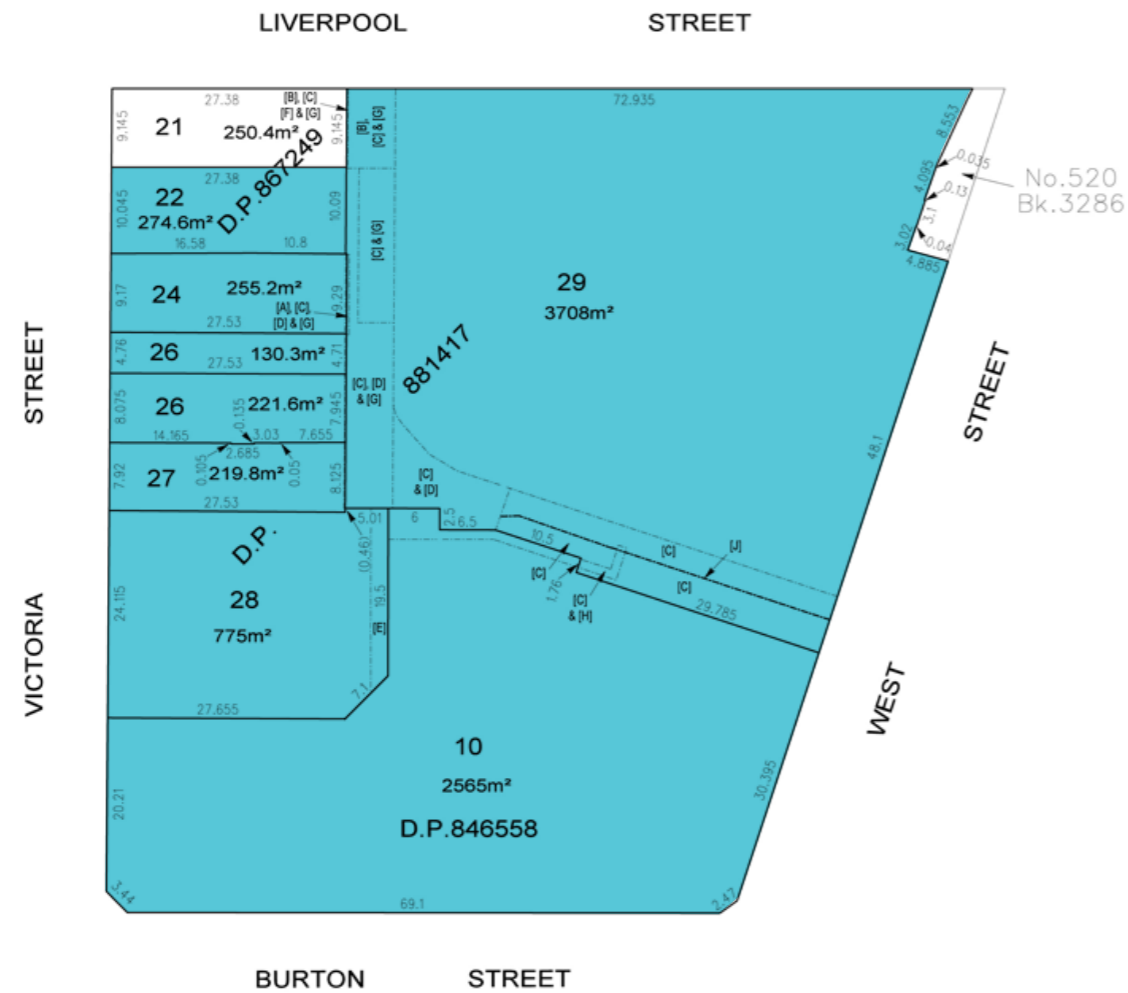 LIVERPOOL STREET
27.38
[B], [C]
[F] & [G]
72.935
9.145
21
250.4m²
9.145
[B],
[C] & [G]
8.553
0.035
4.095
No.520
Bk.3286
0.13
3.1
3.02
0.04
4.885
D.P.867249
27.38
22
274.6m²
10.045
10.09
16.58
10.8
[C] & [G]
29
3708m²
9.17
24
255.2m²
9.29
[A], [C],
[D] & [G]
27.53
STREET
881417
4.76
26
130.3m²
4.71
27.53
[C], [D]
& [G]
8.075
26
221.6m²
7.945
0.135
14.165
3.03
7.655
2.685
STREET
48.1
7.92
27
219.8m²
0.105
0.05
8.125
27.53
[C]
& [D]
5.01
6
2.5
6.5
(0.46)
D.P.
10.5
[C]
[J]
[C]
[C]
1.76
[C]
& [H]
29.785
VICTORIA
24.115
28
775m²
19.5
[E]
7.1
27.655
WEST
10
2565m²
D.P.846558
20.21
30.395
3.44
69.1
2.47
BURTON STREET